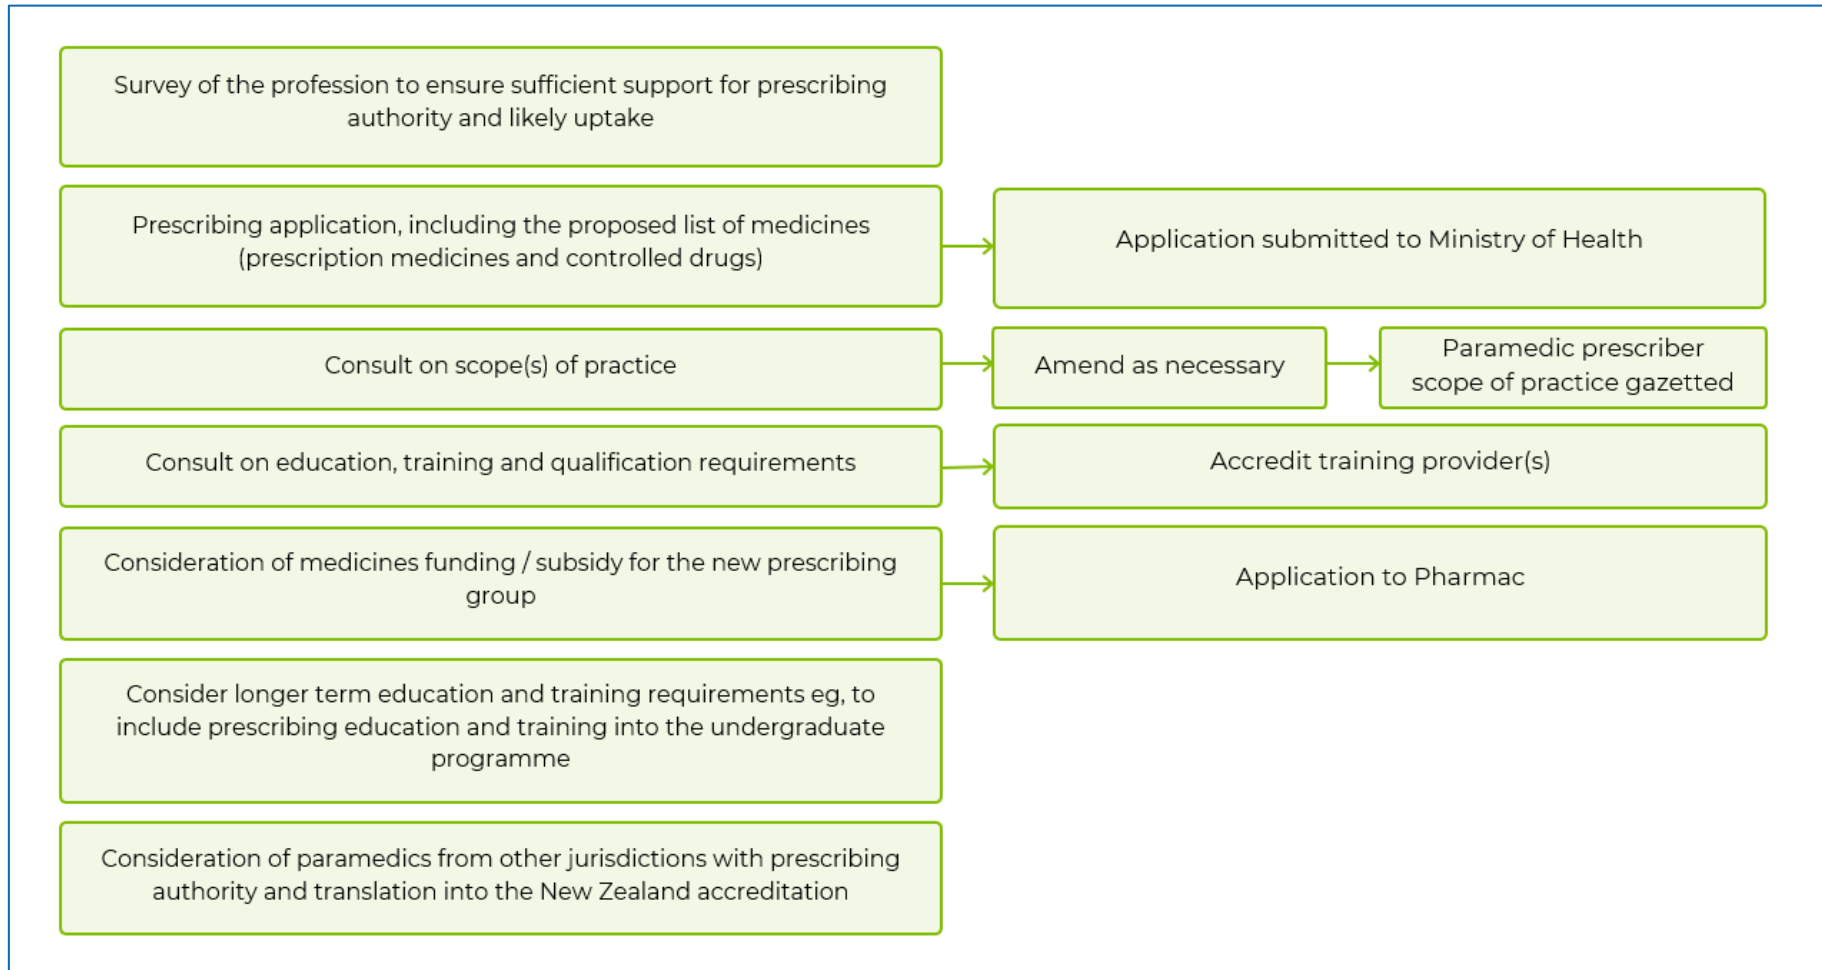 Survey of the profession to ensure sufficient support for prescribing
authority and likely uptake
Prescribing application, including the proposed list of medicines
(prescription medicines and controlled drugs)
Application submitted to Ministry of Health
Consult on scope(s) of practice
Amend as necessary
Paramedic prescriber
scope of practice gazetted
Consult on education, training and qualification requirements
Accredit training provider(s)
Consideration of medicines funding / subsidy for the new prescribing
group
Application to Pharmac
Consider longer term education and training requirements eg, to
include prescribing education and training into the undergraduate
programme
Consideration of paramedics from other jurisdictions with prescribing
authority and translation into the New Zealand accreditation